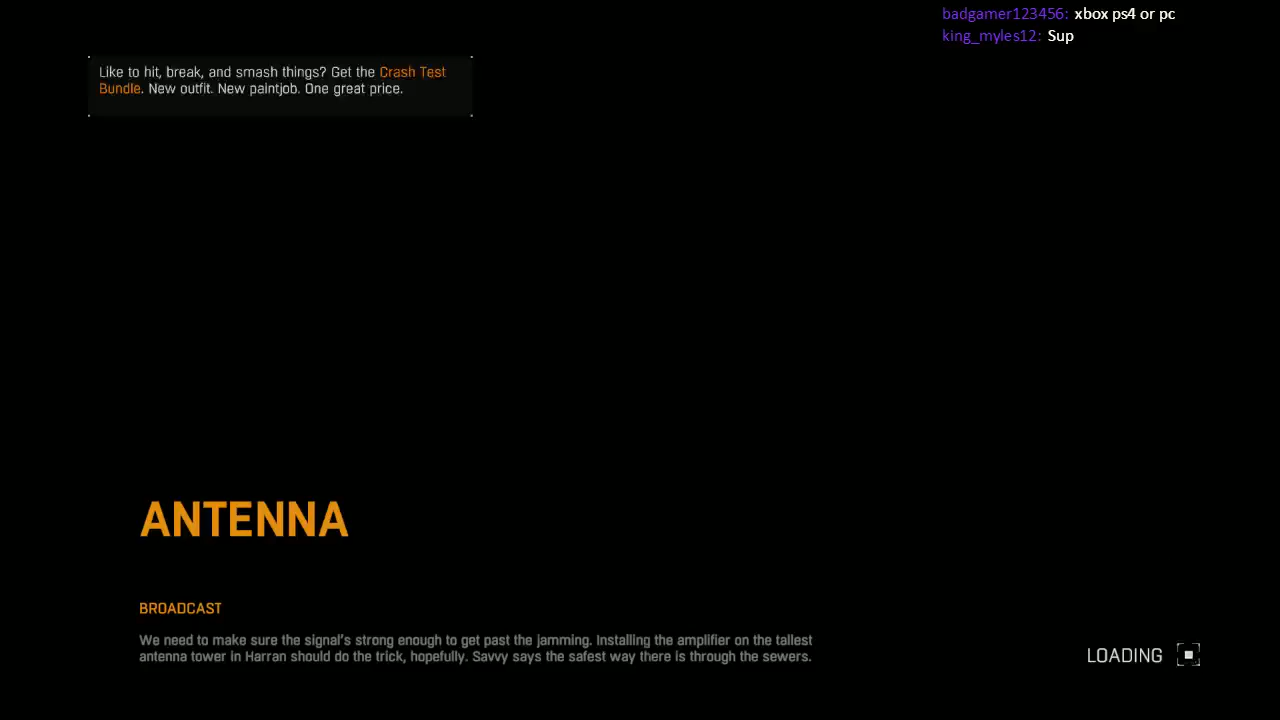 badgamer123456: xbox ps4 or pc
king_myles12: Sup
Like to hit, break, and smash things? Get the Crash Test
Bundle. New outfit. New paintjob. One great price.
ANTENNA
BROADCAST
We need to make sure the signal's strong enough to get past the jamming. Installing the amplifier on the tallest
antenna tower in Harran should do the trick, hopefully. Savvy says the safest way there is through the sewers.
LOADING